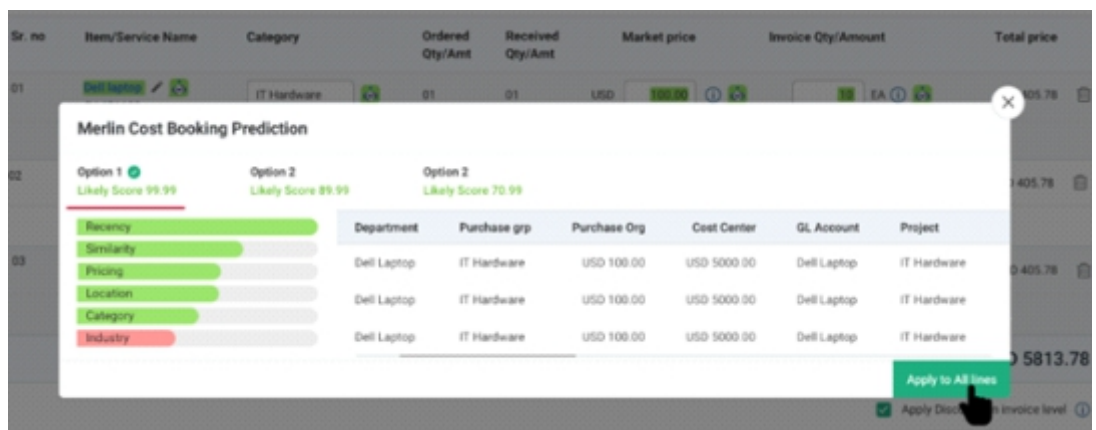 Sr. no Item/Service Name Category Ordered Qty/Amt Received Qty/Amt Market price Invoice Qty/Amount Total price
01 Dell laptop IT Hardware 01 01 USD 100.00 10 EA 405.78
Merlin Cost Booking Prediction
Option 1 Option 2 Option 2
Likely Score 99.99 Likely Score 89.99 Likely Score 70.99
02 405.78
Recency
Similarity
Pricing
Location
Category
Industry
Department Purchase grp Purchase Org Cost Center GL Account Project
Dell Laptop IT Hardware USD 100.00 USD 5000.00 Dell Laptop IT Hardware
Dell Laptop IT Hardware USD 100.00 USD 5000.00 Dell Laptop IT Hardware
Dell Laptop IT Hardware USD 100.00 USD 5000.00 Dell Laptop IT Hardware
03 405.78
5813.78
Apply to All lines
Apply invoice level